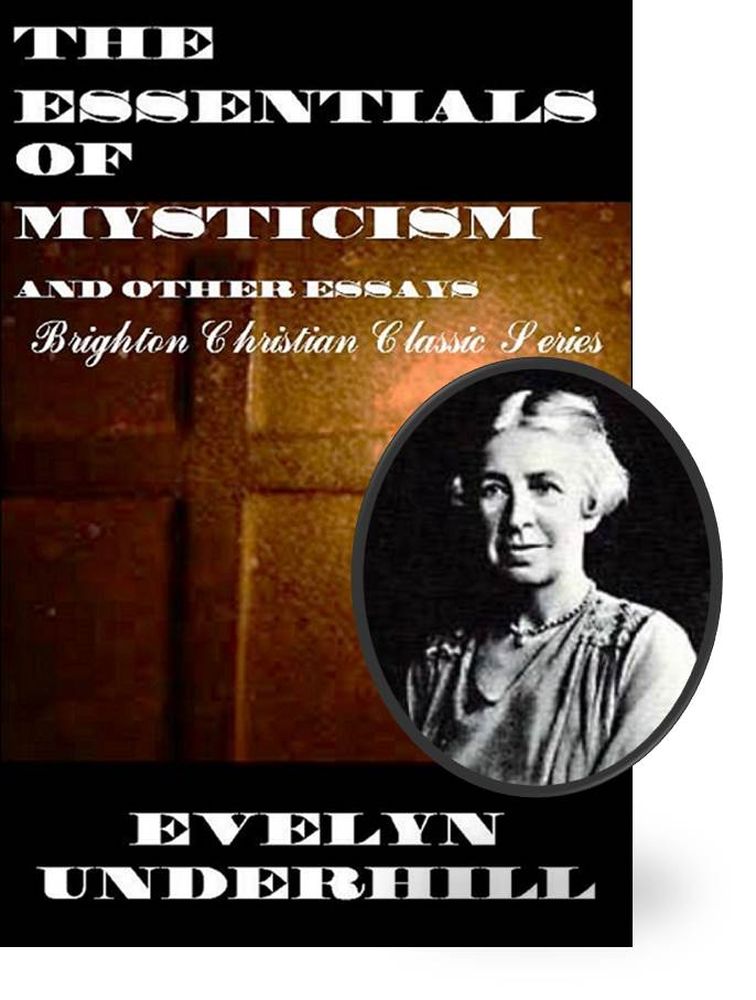 THE
ESSENTIALS
OF
MYSTICISM
AND OTHER ESSAYS
Brighton Christian Classic Series
EVELYN
UNDERHILL